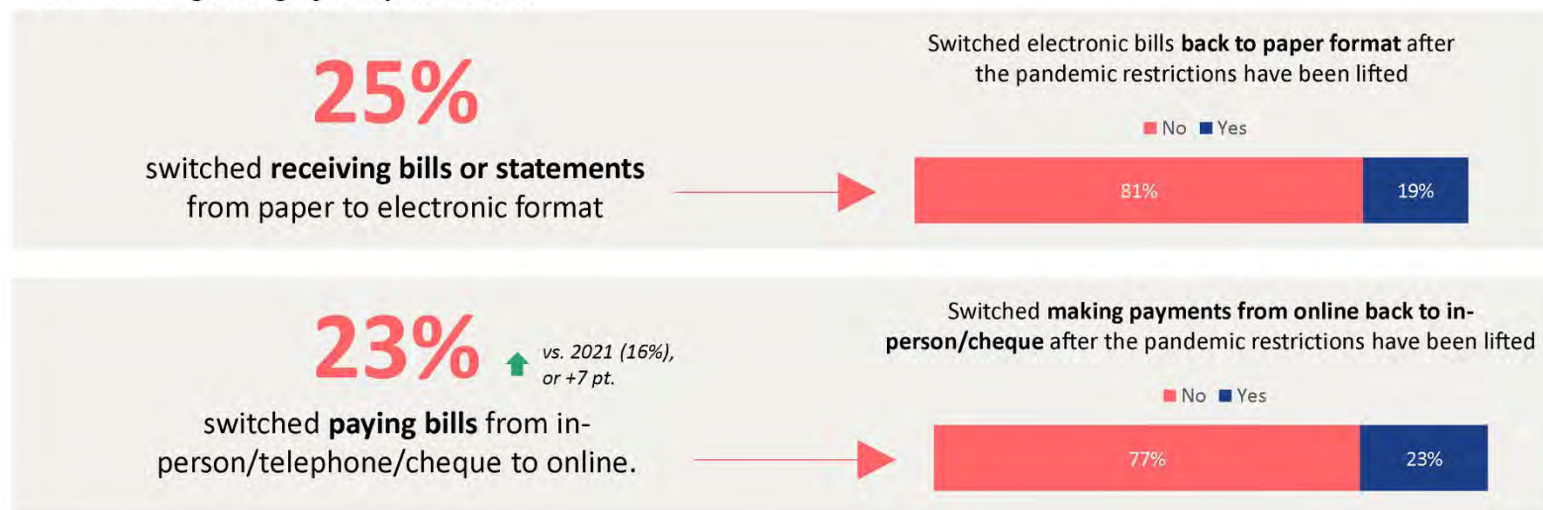 25%
switched receiving bills or statements
from paper to electronic format
Switched electronic bills back to paper format after
the pandemic restrictions have been lifted
No Yes
81% 19%
23%
vs. 2021 (16%),
or +7 pt.
switched paying bills from in-
person/telephone/cheque to online.
Switched making payments from online back to in-
person/cheque after the pandemic restrictions have been lifted
No Yes
77% 23%